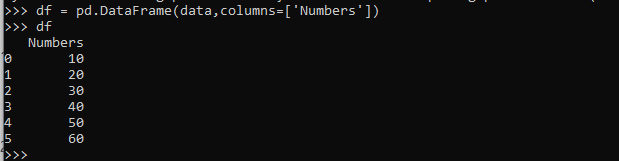 >>> df = pd.DataFrame(data,columns=['Numbers'])
>>> df
   Numbers
0       10
1       20
2       30
3       40
4       50
5       60
>>>